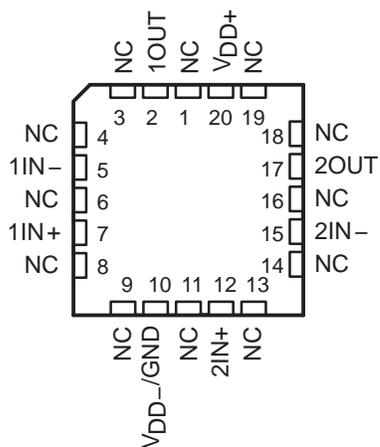 NC
1OUT
NC
VDD+
NC
3 2 1 20 19
NC 4
1IN− 5
NC 6
1IN+ 7
NC 8
18 NC
17 2OUT
16 NC
15 2IN−
14 NC
9 10 11 12 13
NC
VDD−/GND
NC
2IN+
NC